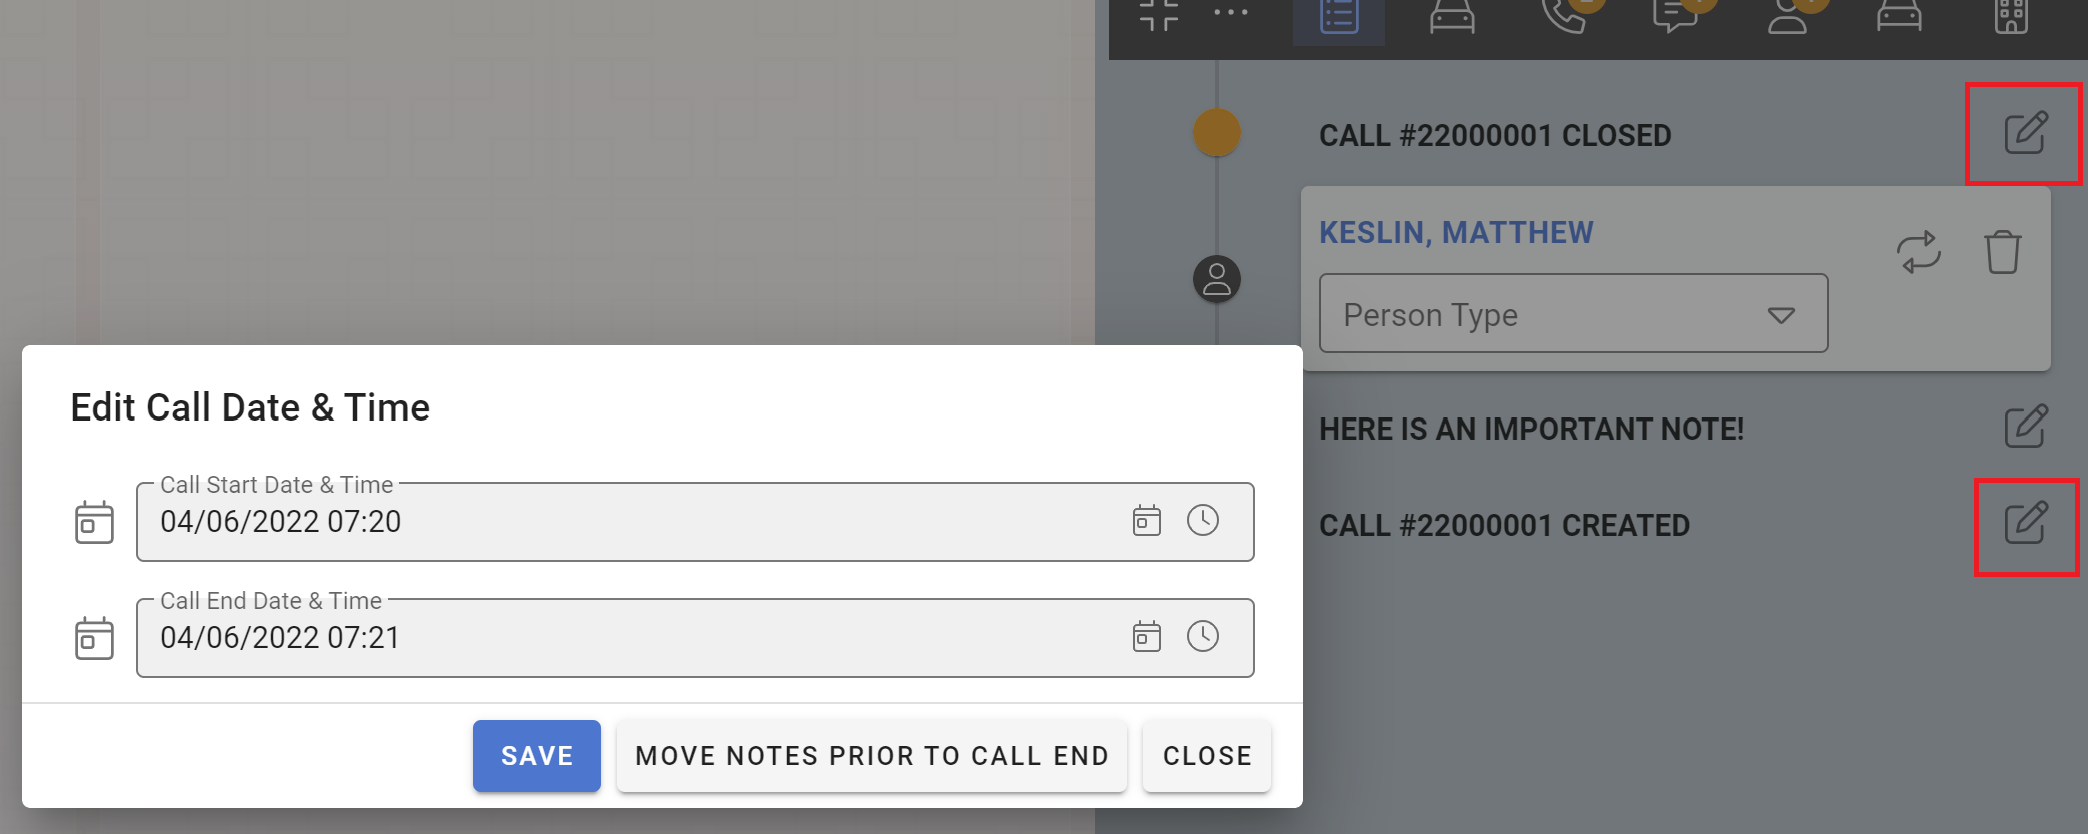 CALL #22000001 CLOSED
KESLIN, MATTHEW
Person Type
HERE IS AN IMPORTANT NOTE!
CALL #22000001 CREATED
Edit Call Date & Time
Call Start Date & Time
04/06/2022 07:20
Call End Date & Time
04/06/2022 07:21
SAVE
MOVE NOTES PRIOR TO CALL END
CLOSE